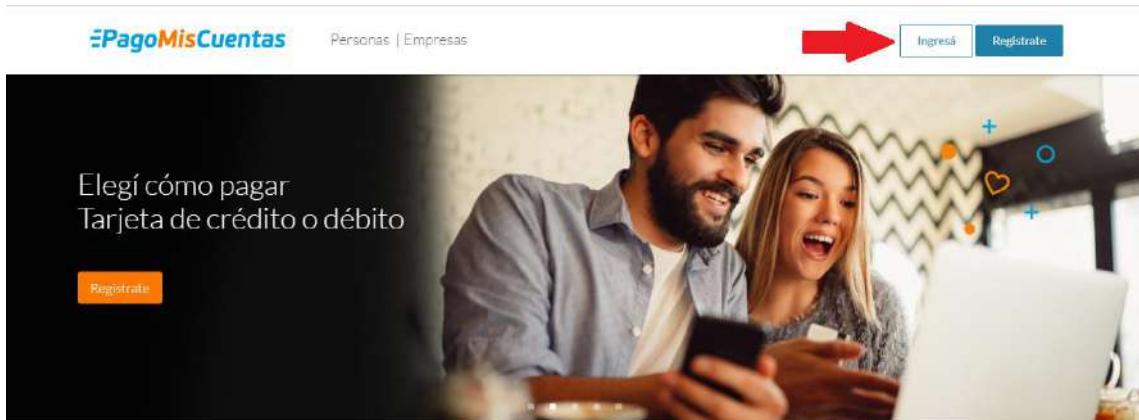 PagoMisCuentas
Personas | Empresas
Ingresá
Registrate
Elegí cómo pagar
Tarjeta de crédito o débito
Registrate